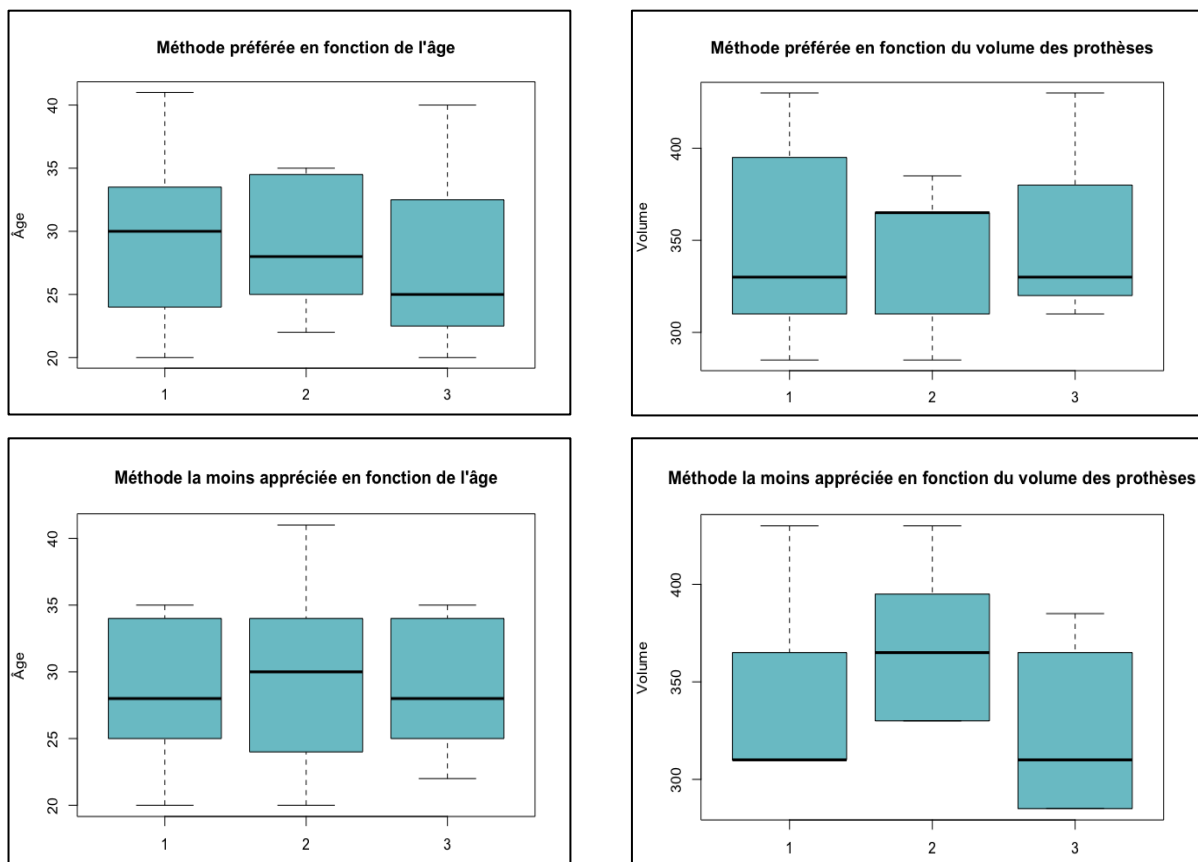 Méthode préférée en fonction de l'âge
40
35
30
25
20
Âge
1 2 3
Méthode préférée en fonction du volume des prothèses
400
350
300
Volume
1 2 3
Méthode la moins appréciée en fonction de l'âge
40
35
30
25
20
Âge
1 2 3
Méthode la moins appréciée en fonction du volume des prothèses
400
350
300
Volume
1 2 3